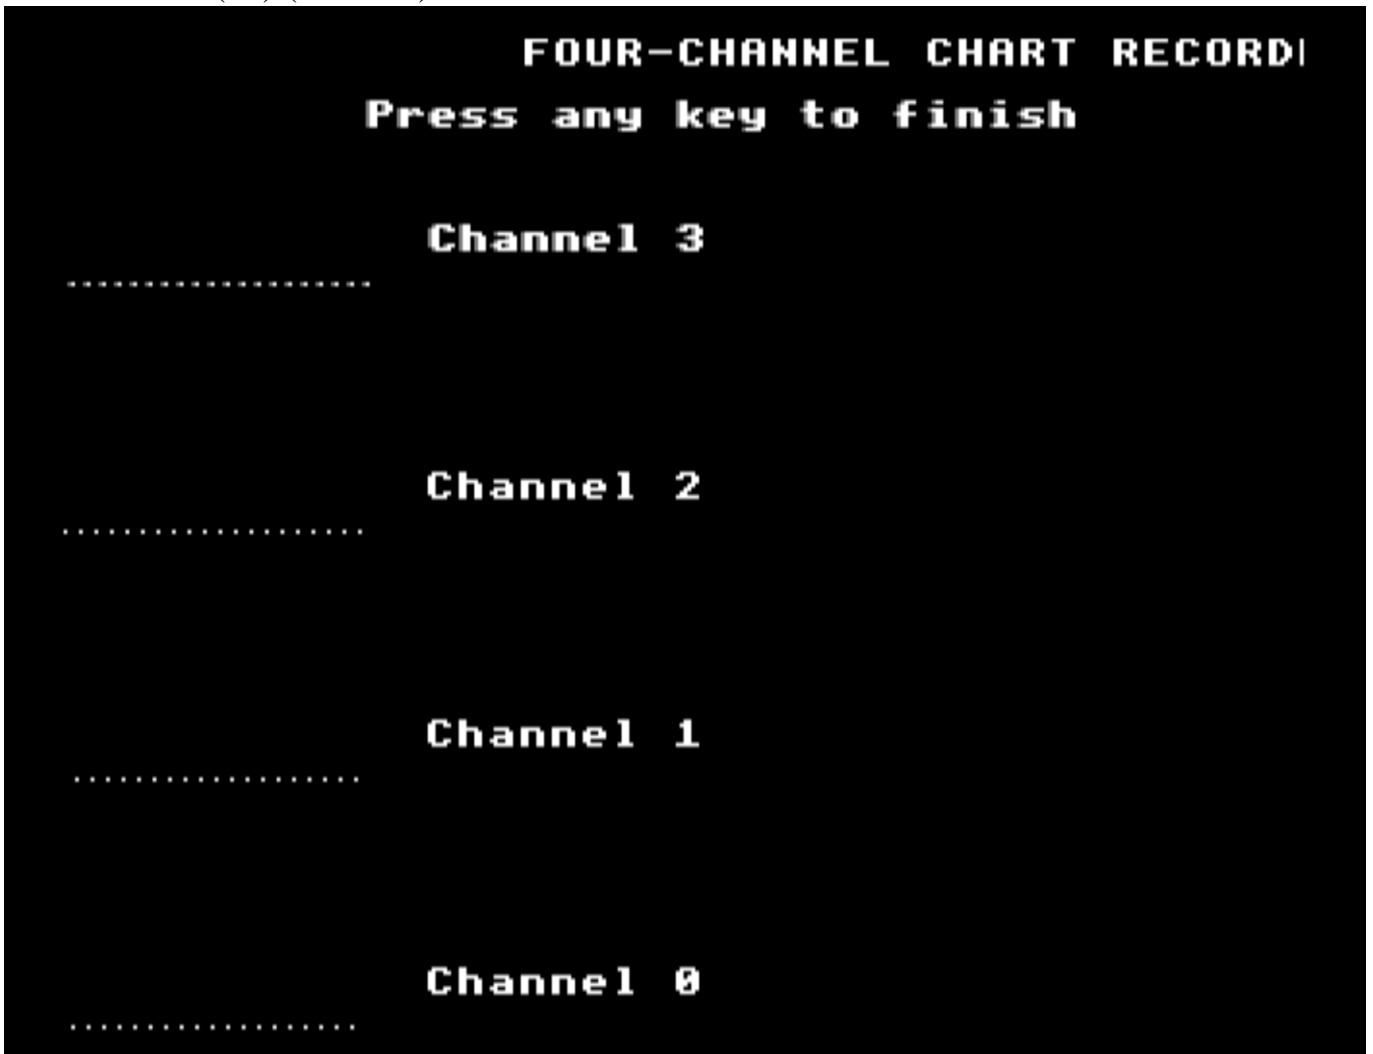 FOUR-CHANNEL CHART RECORD
Press any key to finish
Channel 3
Channel 2
Channel 1
Channel 0